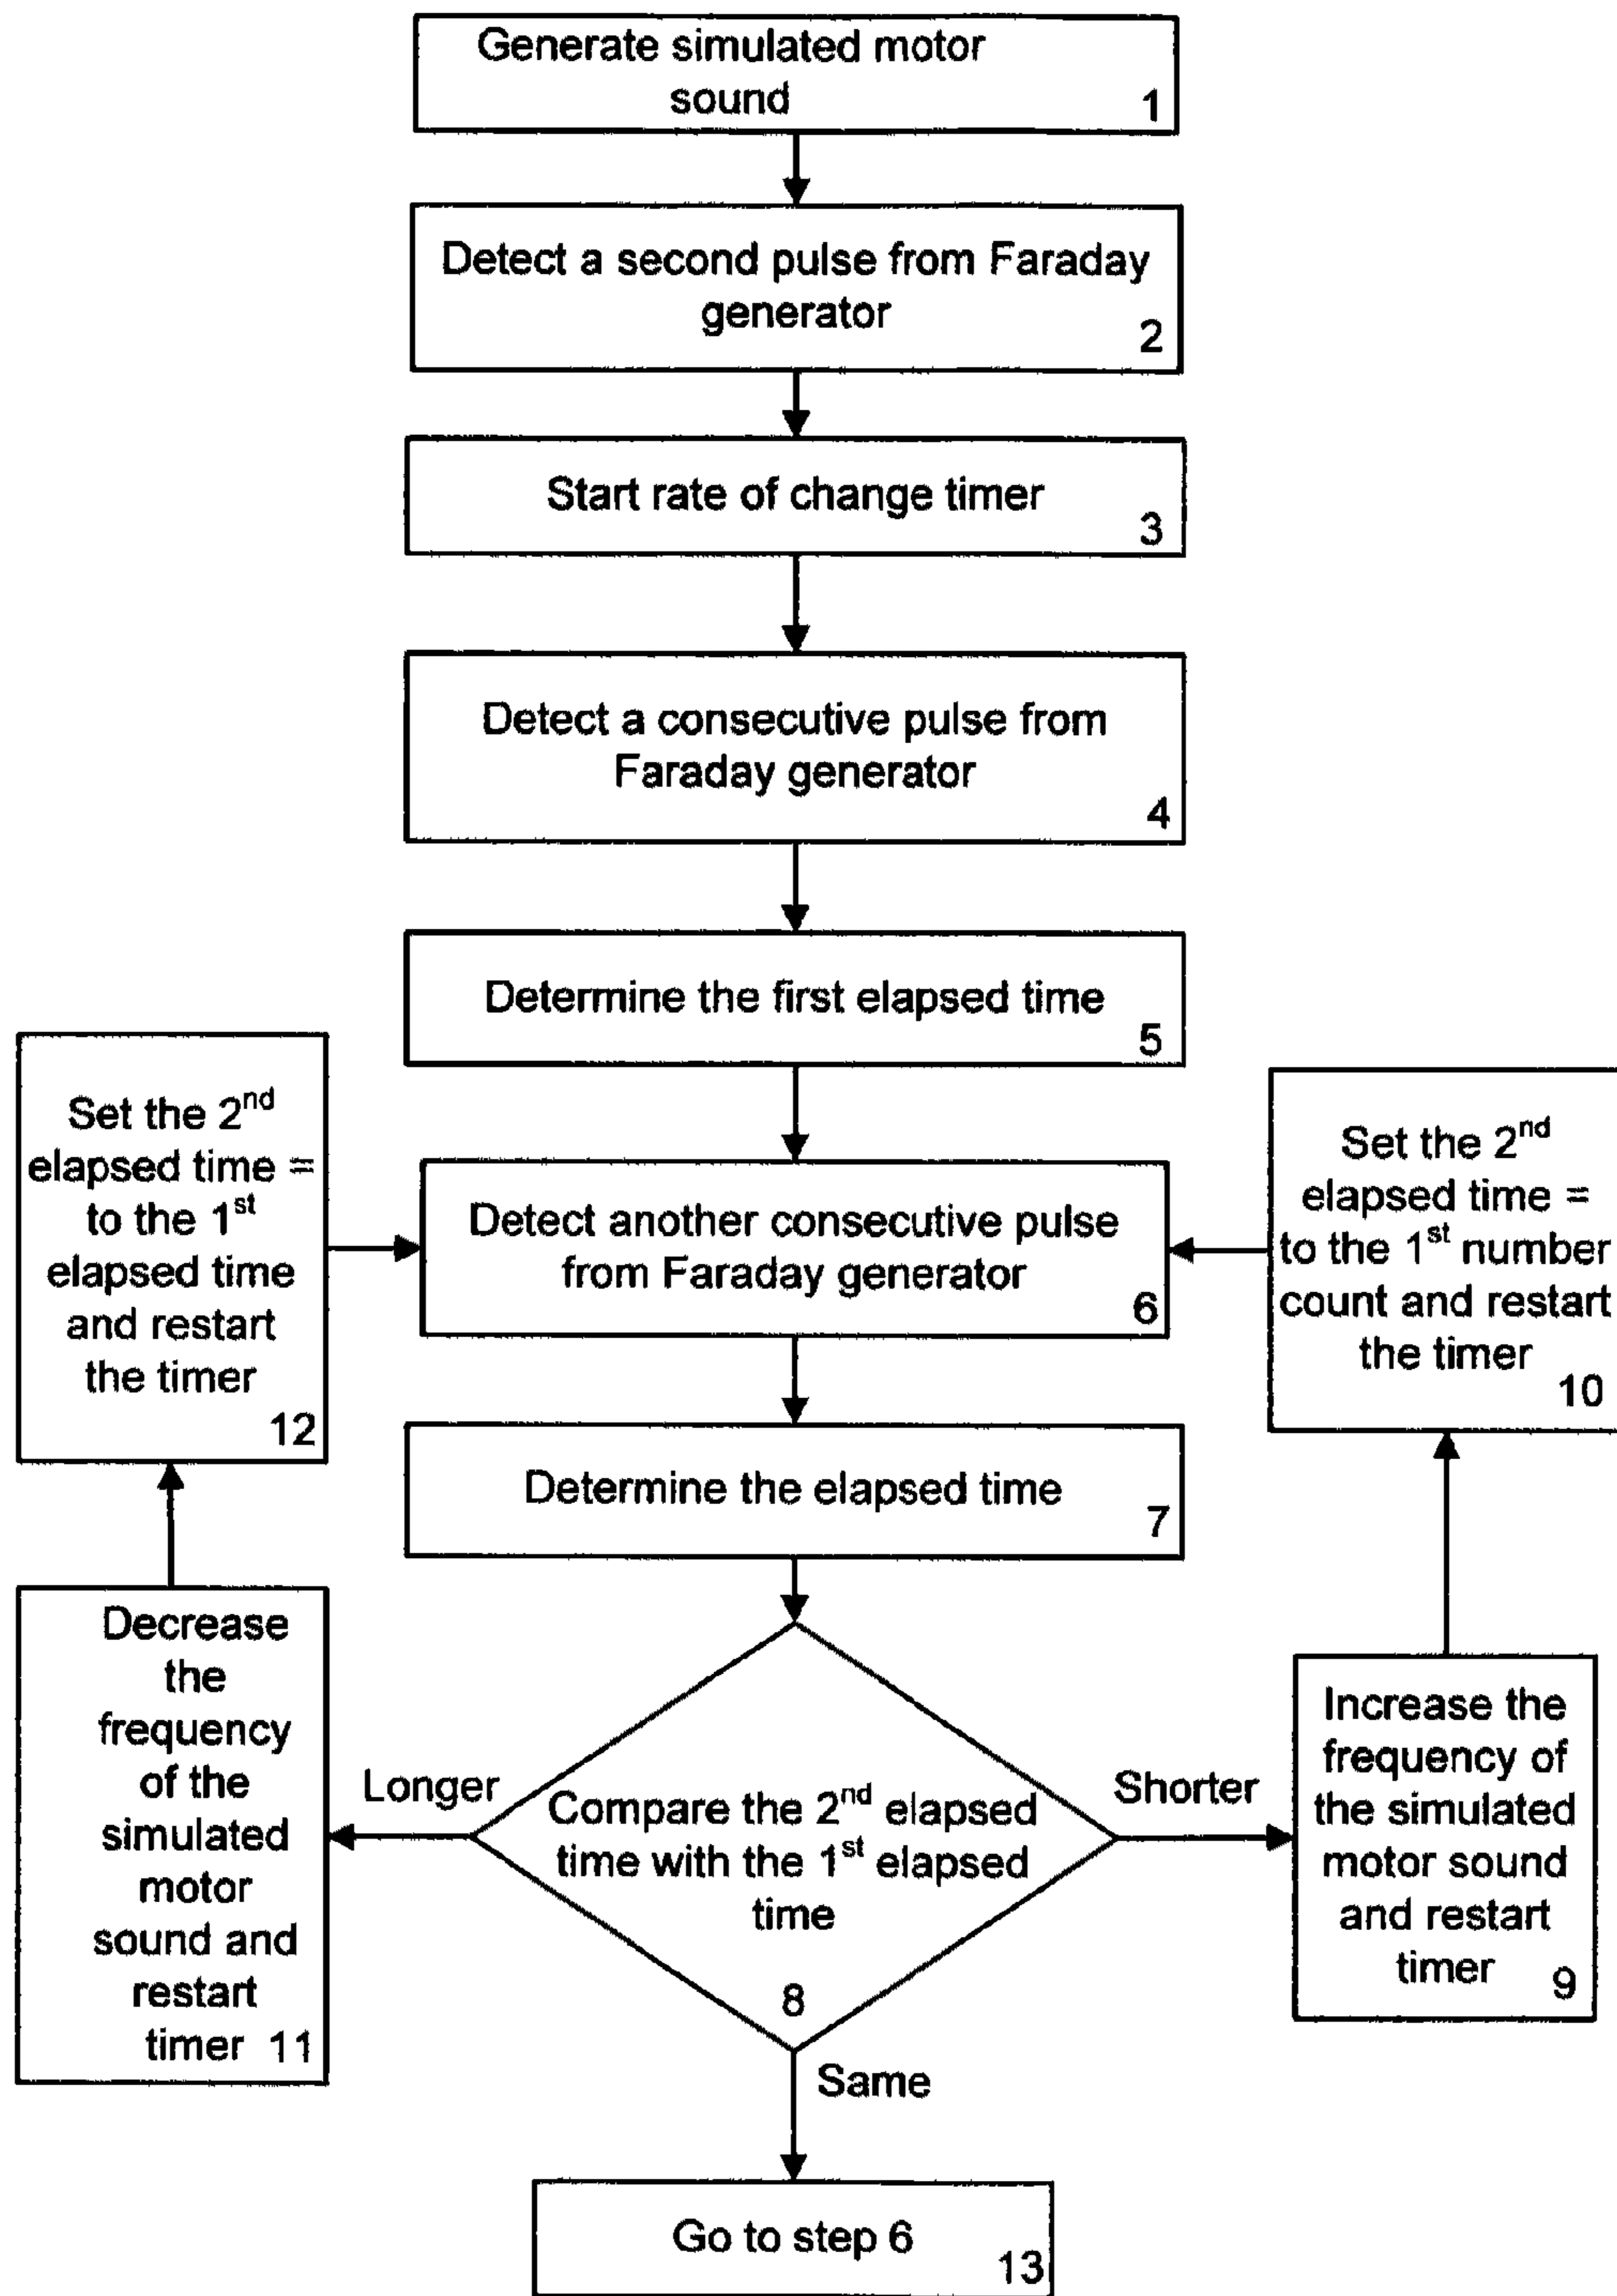 Generate simulated motor
sound
1
Detect a second pulse from Faraday
generator
2
Start rate of change timer
3
Detect a consecutive pulse from
Faraday generator
4
Determine the first elapsed time
5
Set the 2nd
elapsed time =
to the 1st
elapsed time
and restart
the timer
12
Detect another consecutive pulse
from Faraday generator
6
Set the 2nd
elapsed time =
to the 1st number
count and restart
the timer
10
Determine the elapsed time
7
Decrease
the
frequency
of the
simulated
motor
sound and
restart
timer 11
Longer
Compare the 2nd elapsed
time with the 1st elapsed
time
8
Shorter
Increase the
frequency of
the simulated
motor sound
and restart
timer
9
Same
Go to step 6
13